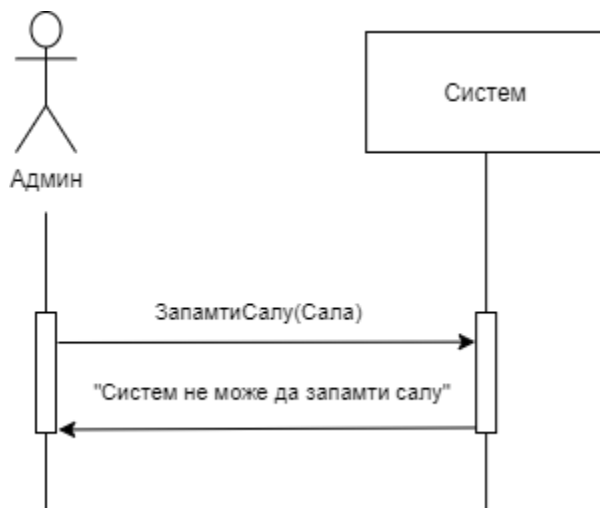 Систем
Админ
ЗапамтиСалу(Сала)
"Систем не може да запамти салу"